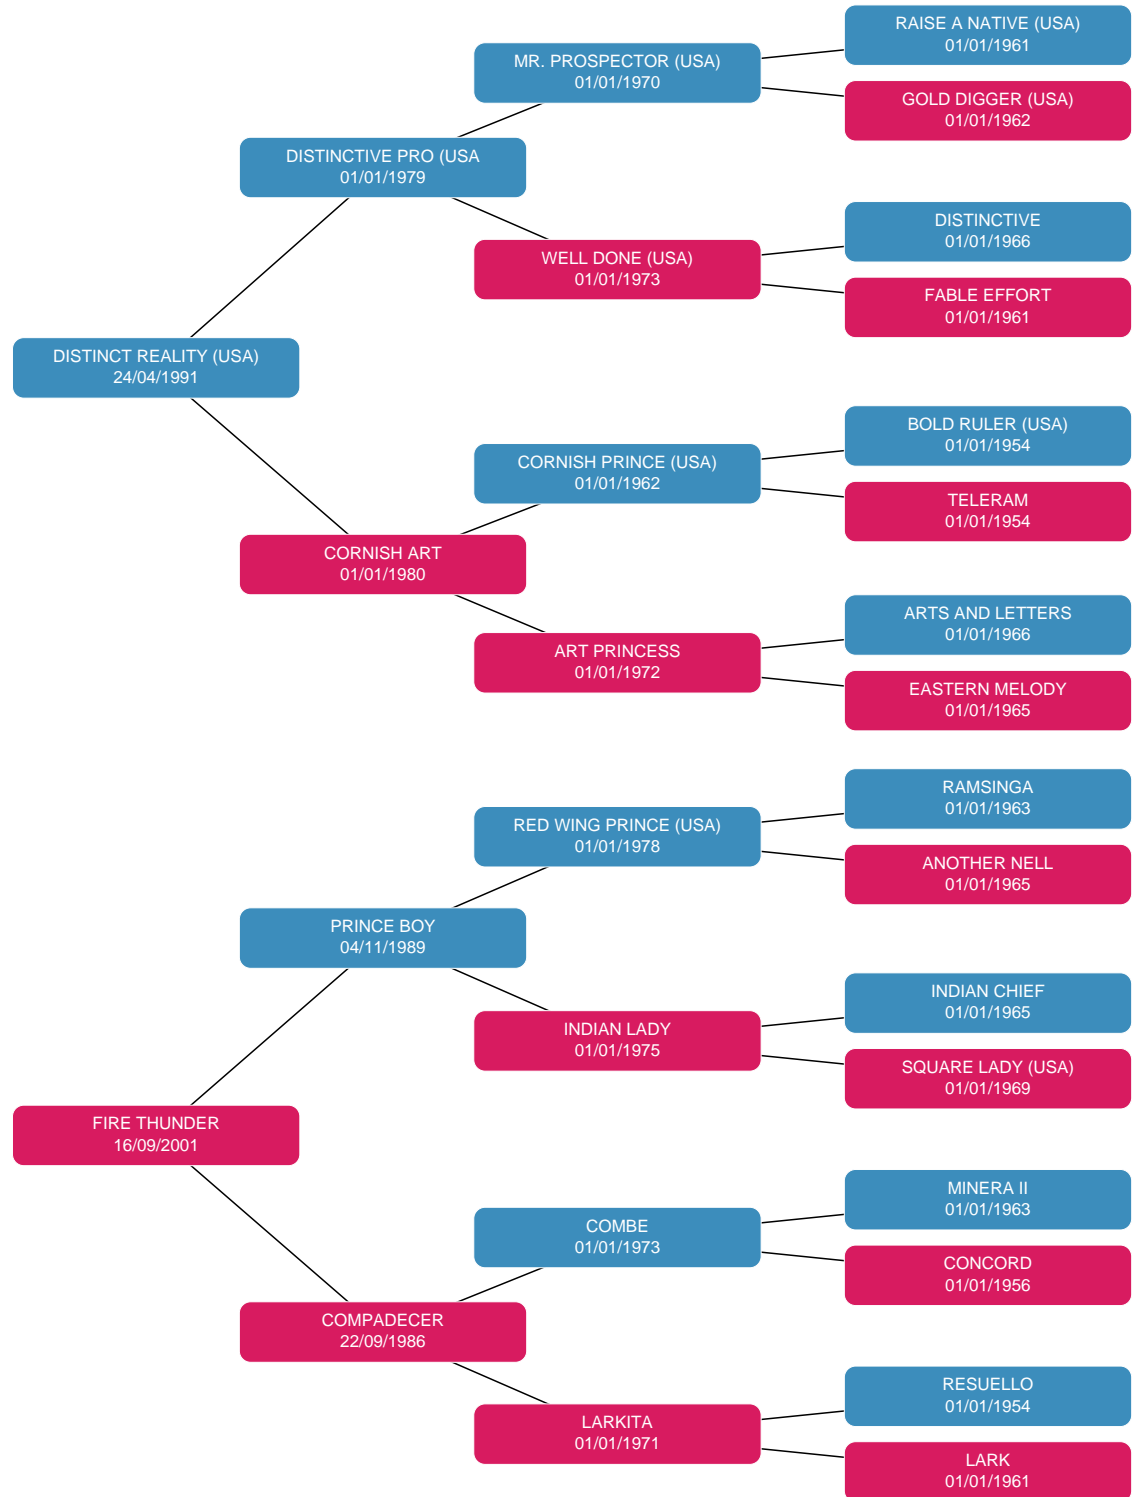 RAISE A NATIVE (USA)
01/01/1961
MR. PROSPECTOR (USA)
01/01/1970
GOLD DIGGER (USA)
01/01/1962
DISTINCTIVE PRO (USA
01/01/1979
DISTINCTIVE
01/01/1966
WELL DONE (USA)
01/01/1973
FABLE EFFORT
01/01/1961
DISTINCT REALITY (USA)
24/04/1991
BOLD RULER (USA)
01/01/1954
CORNISH PRINCE (USA)
01/01/1962
TELERAM
01/01/1954
CORNISH ART
01/01/1980
ARTS AND LETTERS
01/01/1966
ART PRINCESS
01/01/1972
EASTERN MELODY
01/01/1965
RAMSINGA
01/01/1963
RED WING PRINCE (USA)
01/01/1978
ANOTHER NELL
01/01/1965
PRINCE BOY
04/11/1989
INDIAN CHIEF
01/01/1965
INDIAN LADY
01/01/1975
SQUARE LADY (USA)
01/01/1969
FIRE THUNDER
16/09/2001
MINERA II
01/01/1963
COMBE
01/01/1973
CONCORD
01/01/1956
COMPADECER
22/09/1986
RESUELLO
01/01/1954
LARKITA
01/01/1971
LARK
01/01/1961